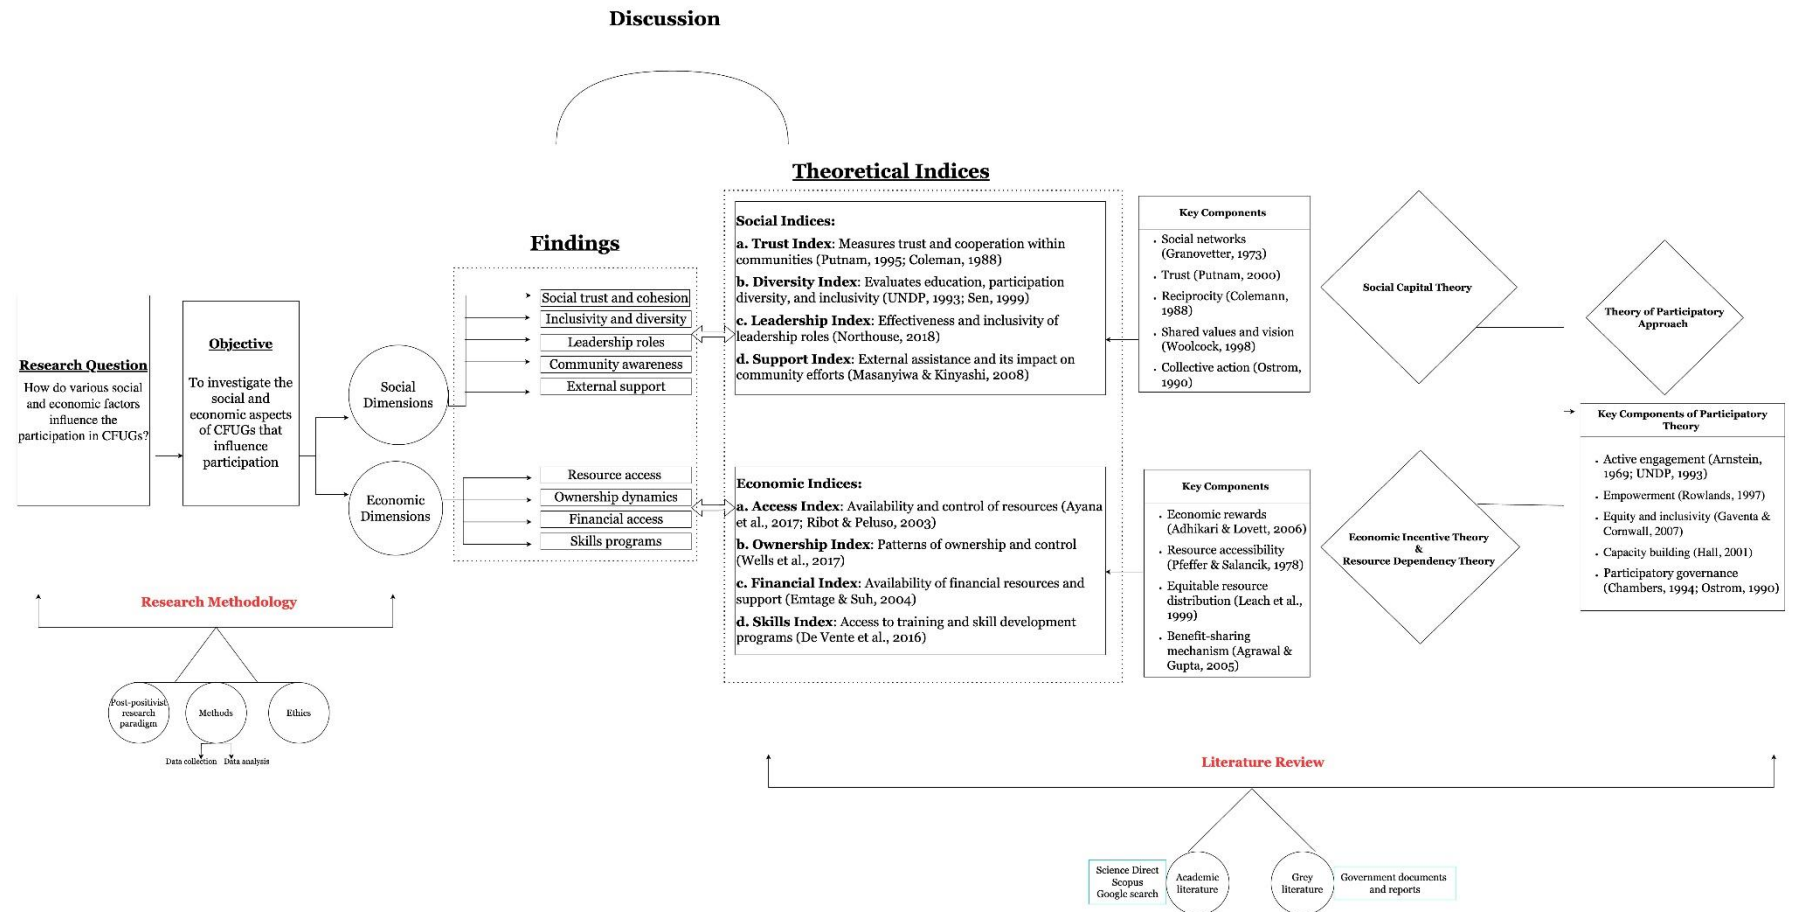 Discussion
Theoretical Indices
Findings
Research Question
How do various social
and economic factors
influence the
participation in CFUGs?
Objective
To investigate the
social and
economic aspects
of CFUGs that
influence
participation
Social
Dimensions
Economic
Dimensions
Social trust and cohesion
Inclusivity and diversity
Leadership roles
Community awareness
External support
Resource access
Ownership dynamics
Financial access
Skills programs
Social Indices:
a. Trust Index: Measures trust and cooperation within
communities (Putnam, 1995; Coleman, 1988)
b. Diversity Index: Evaluates education, participation
diversity, and inclusivity (UNDP, 1993; Sen, 1999)
c. Leadership Index: Effectiveness and inclusivity of
leadership roles (Northouse, 2018)
d. Support Index: External assistance and its impact on
community efforts (Masanyiwa & Kinyashi, 2008)
Economic Indices:
a. Access Index: Availability and control of resources (Ayana
et al., 2017; Ribot & Peluso, 2003)
b. Ownership Index: Patterns of ownership and control
(Wells et al., 2017)
c. Financial Index: Availability of financial resources and
support (Emtage & Suh, 2004)
d. Skills Index: Access to training and skill development
programs (De Vente et al., 2016)
Key Components
• Social networks
(Granovetter, 1973)
• Trust (Putnam, 2000)
• Reciprocity (Colemann,
1988)
• Shared values and vision
(Woolcock, 1998)
• Collective action (Ostrom,
1990)
Key Components
• Economic rewards
(Adhikari & Lovett, 2006)
• Resource accessibility
(Pfeffer & Salancik, 1978)
• Equitable resource
distribution (Leach et al.,
1999)
• Benefit-sharing
mechanism (Agrawal &
Gupta, 2005)
Social Capital Theory
Economic Incentive Theory
&
Resource Dependency Theory
Theory of Participatory
Approach
Key Components of Participatory
Theory
• Active engagement (Arnstein,
1969; UNDP, 1993)
• Empowerment (Rowlands, 1997)
• Equity and inclusivity (Gaventa &
Cornwall, 2007)
• Capacity building (Hall, 2001)
• Participatory governance
(Chambers, 1994; Ostrom, 1990)
Research Methodology
Post-positivist
research
paradigm
Methods
Ethics
Data collection
Data analysis
Literature Review
Science Direct
Scopus
Google search
Academic
literature
Grey
literature
Government documents
and reports